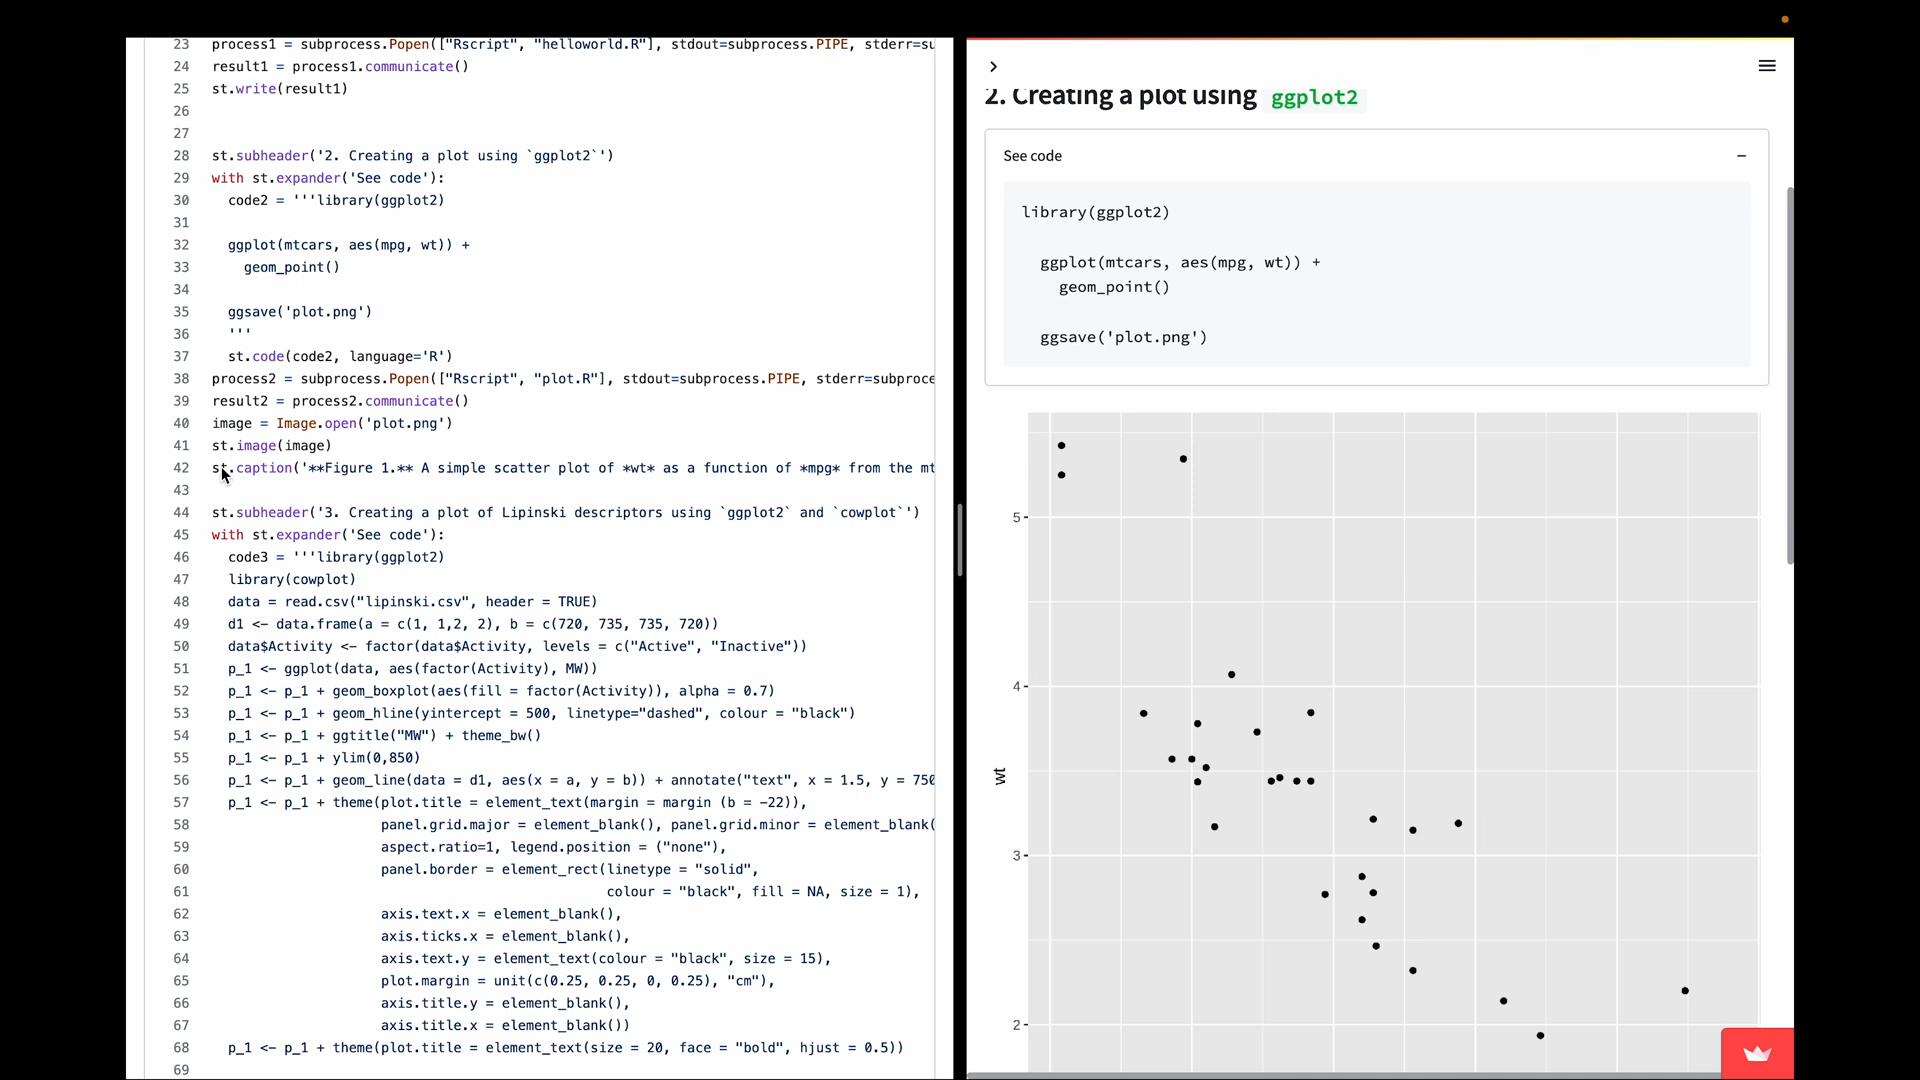 23 process1 = subprocess.Popen(["Rscript", "helloworld.R"], stdout=subprocess.PIPE, stderr=su
24 result1 = process1.communicate()
25 st.write(result1)
26
27
28 st.subheader('2. Creating a plot using `ggplot2`')
29 with st.expander('See code'):
30 code2 = '''library(ggplot2)
31
32 ggplot(mtcars, aes(mpg, wt)) +
33 geom_point()
34
35 ggsave('plot.png')
36 '''
37 st.code(code2, language='R')
38 process2 = subprocess.Popen(["Rscript", "plot.R"], stdout=subprocess.PIPE, stderr=subproce
39 result2 = process2.communicate()
40 image = Image.open('plot.png')
41 st.image(image)
42 st.caption('**Figure 1.** A simple scatter plot of *wt* as a function of *mpg* from the mt
43
44 st.subheader('3. Creating a plot of Lipinski descriptors using `ggplot2` and `cowplot`')
45 with st.expander('See code'):
46 code3 = '''library(ggplot2)
47 library(cowplot)
48 data = read.csv("lipinski.csv", header = TRUE)
49 d1 <- data.frame(a = c(1, 1,2, 2), b = c(720, 735, 735, 720))
50 data$Activity <- factor(data$Activity, levels = c("Active", "Inactive"))
51 p_1 <- ggplot(data, aes(factor(Activity), MW))
52 p_1 <- p_1 + geom_boxplot(aes(fill = factor(Activity)), alpha = 0.7)
53 p_1 <- p_1 + geom_hline(yintercept = 500, linetype="dashed", colour = "black")
54 p_1 <- p_1 + ggtitle("MW") + theme_bw()
55 p_1 <- p_1 + ylim(0,850)
56 p_1 <- p_1 + geom_line(data = d1, aes(x = a, y = b)) + annotate("text", x = 1.5, y = 750
57 p_1 <- p_1 + theme(plot.title = element_text(margin = margin (b = -22)),
58 panel.grid.major = element_blank(), panel.grid.minor = element_blank(
59 aspect.ratio=1, legend.position = ("none"),
60 panel.border = element_rect(linetype = "solid",
61 colour = "black", fill = NA, size = 1),
62 axis.text.x = element_blank(),
63 axis.ticks.x = element_blank(),
64 axis.text.y = element_text(colour = "black", size = 15),
65 plot.margin = unit(c(0.25, 0.25, 0, 0.25), "cm"),
66 axis.title.y = element_blank(),
67 axis.title.x = element_blank())
68 p_1 <- p_1 + theme(plot.title = element_text(size = 20, face = "bold", hjust = 0.5))
69
2. Creating a plot using ggplot2
See code
library(ggplot2)
ggplot(mtcars, aes(mpg, wt)) +
geom_point()
ggsave('plot.png')
5
4
wt
3
2